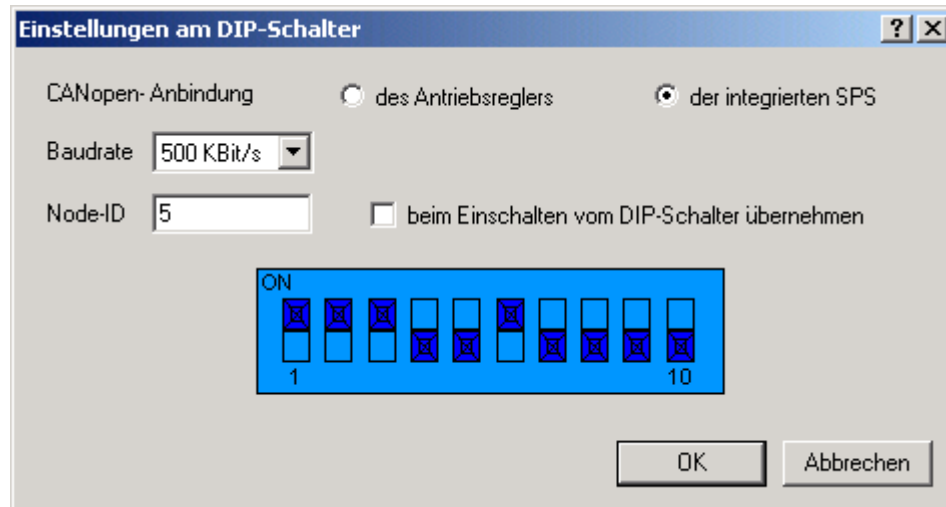 Einstellungen am DIP-Schalter
CANopen- Anbindung des Antriebsreglers der integrierten SPS
Baudrate 500 KBit/s
Node-ID 5 beim Einschalten vom DIP-Schalter übernehmen
ON
1 10
OK Abbrechen